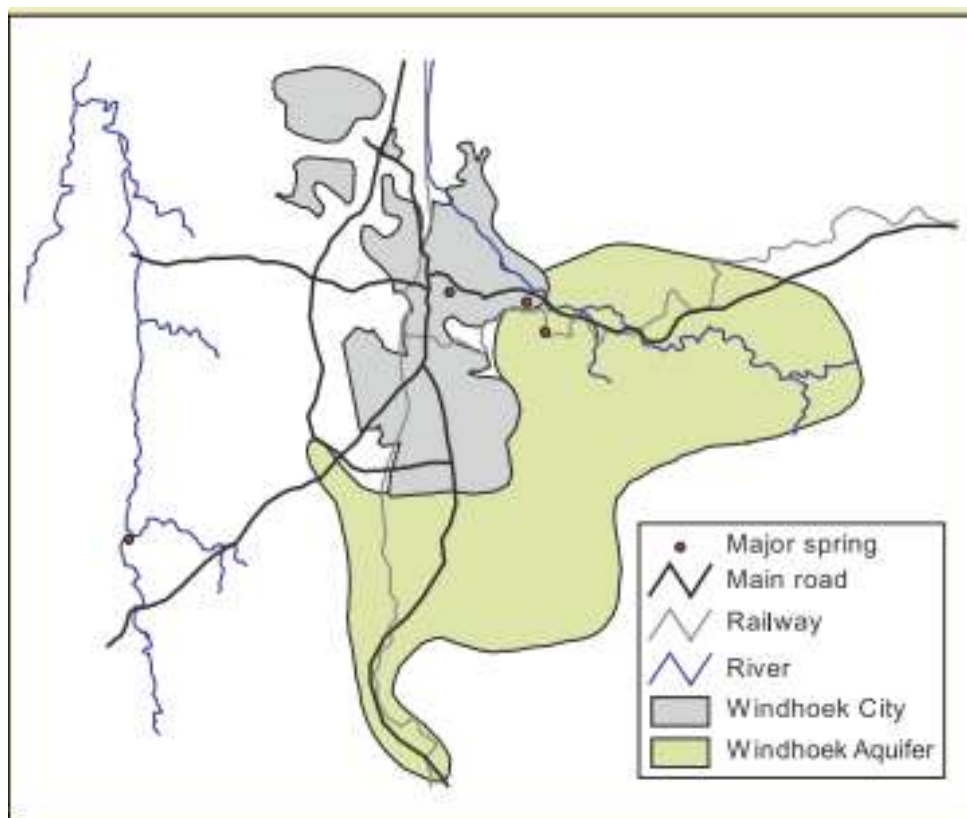 Major spring
Main road
Railway
River
Windhoek City
Windhoek Aquifer